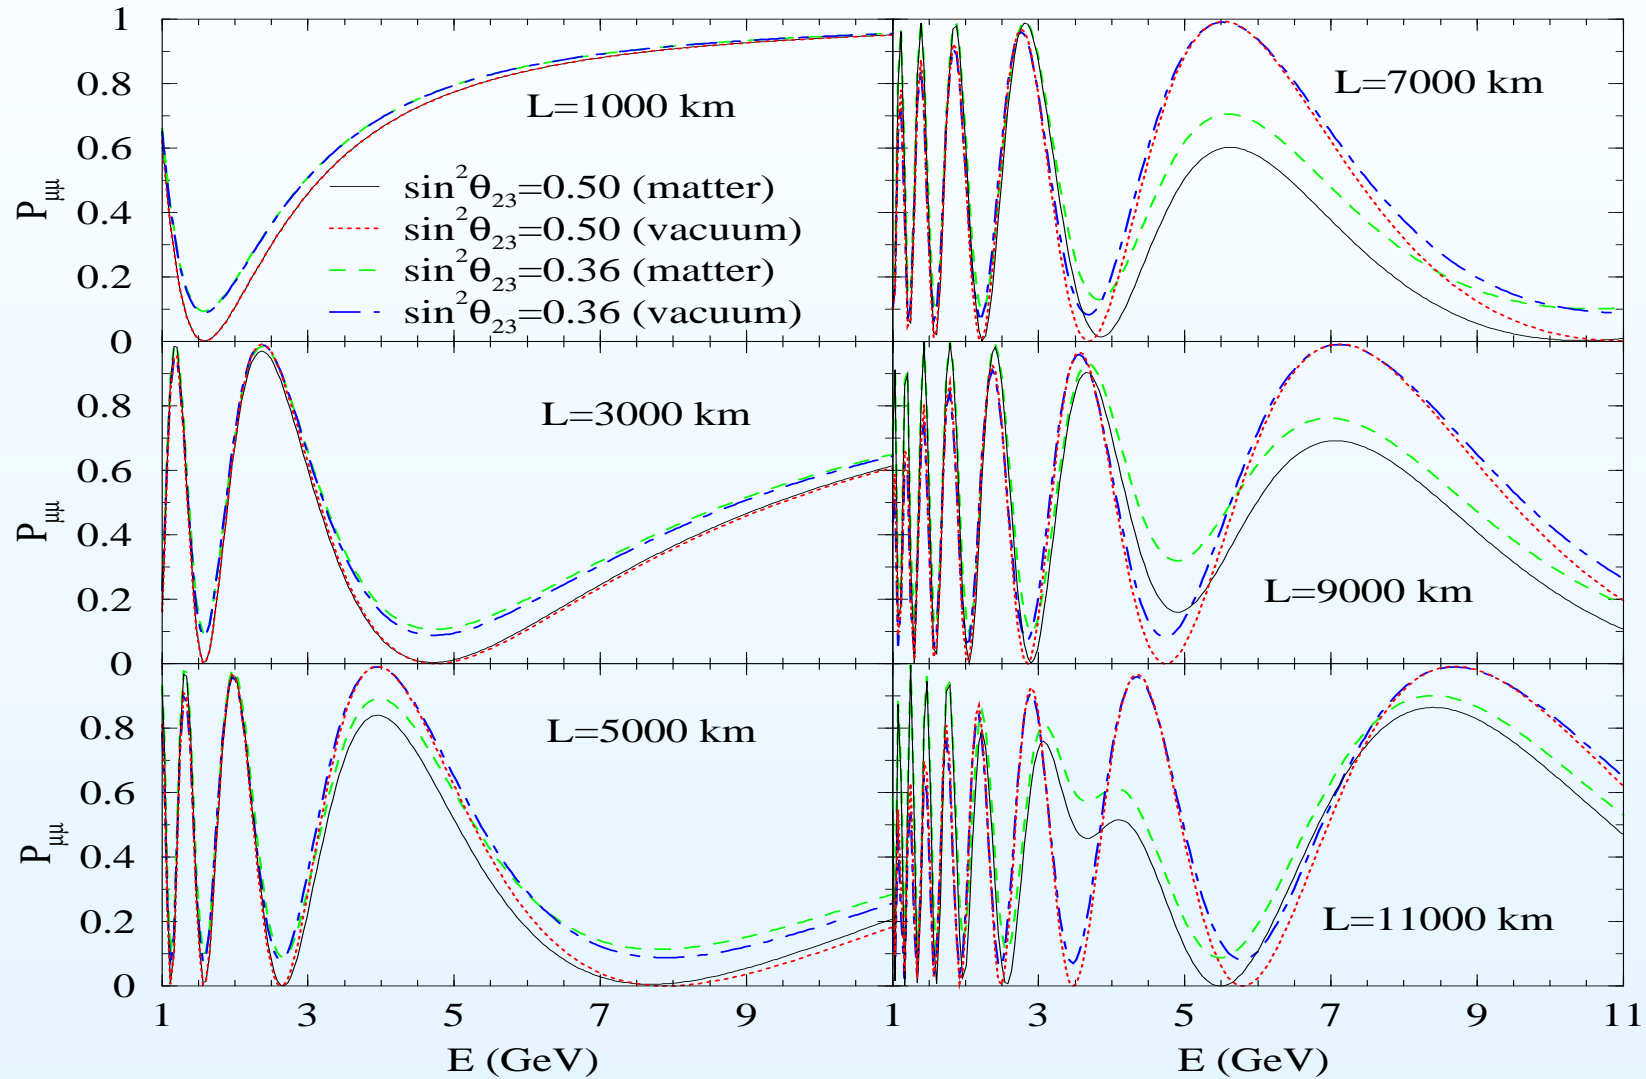 1
0.8
0.6
0.4
0.2
0
P_μμ
L=1000 km
sin²θ₂₃=0.50 (matter)
sin²θ₂₃=0.50 (vacuum)
sin²θ₂₃=0.36 (matter)
sin²θ₂₃=0.36 (vacuum)
L=7000 km
0.8
0.6
0.4
0.2
0
P_μμ
L=3000 km
L=9000 km
0.8
0.6
0.4
0.2
0
P_μμ
L=5000 km
L=11000 km
1 3 5 7 9 1 3 5 7 9 11
E (GeV) E (GeV)